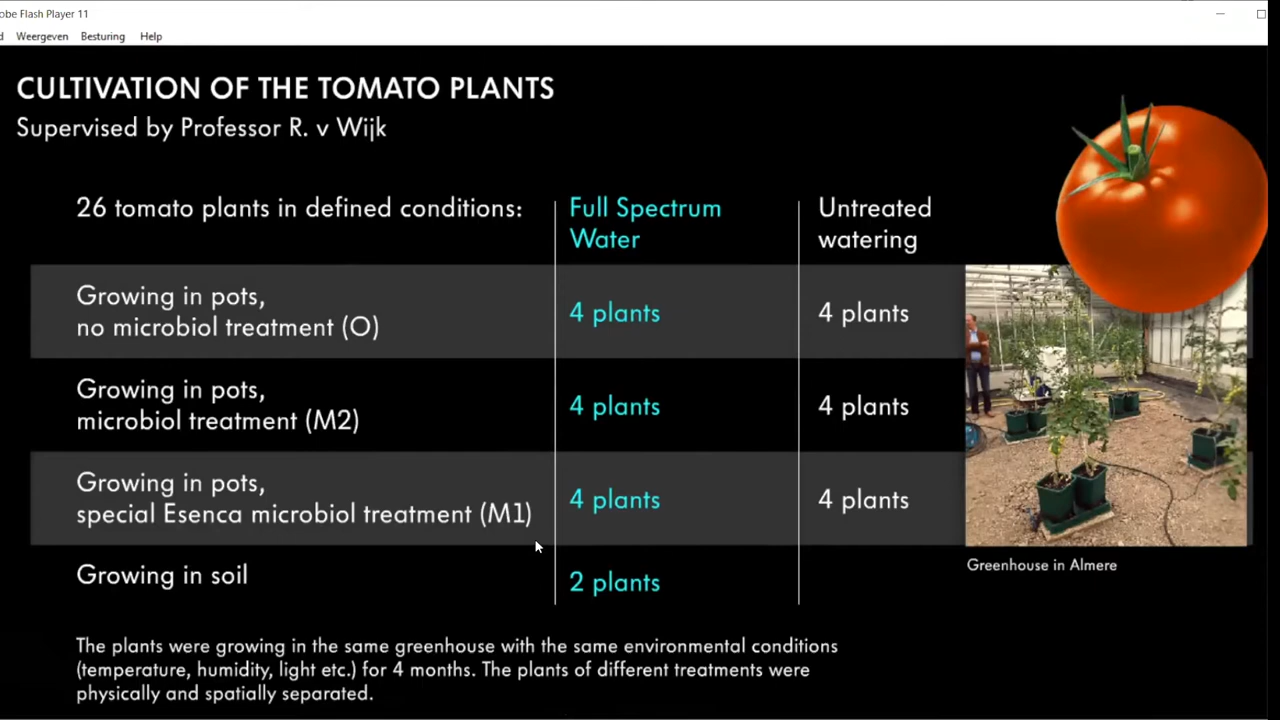 obe Flash Player 11
d Weergeven Besturing Help
CULTIVATION OF THE TOMATO PLANTS
Supervised by Professor R. v Wijk
26 tomato plants in defined conditions:
Full Spectrum
Water
Untreated
watering
Growing in pots,
no microbiol treatment (O)
4 plants
4 plants
Growing in pots,
microbiol treatment (M2)
4 plants
4 plants
Growing in pots,
special Esenca microbiol treatment (M1)
4 plants
4 plants
Growing in soil
2 plants
Greenhouse in Almere
The plants were growing in the same greenhouse with the same environmental conditions
(temperature, humidity, light etc.) for 4 months. The plants of different treatments were
physically and spatially separated.